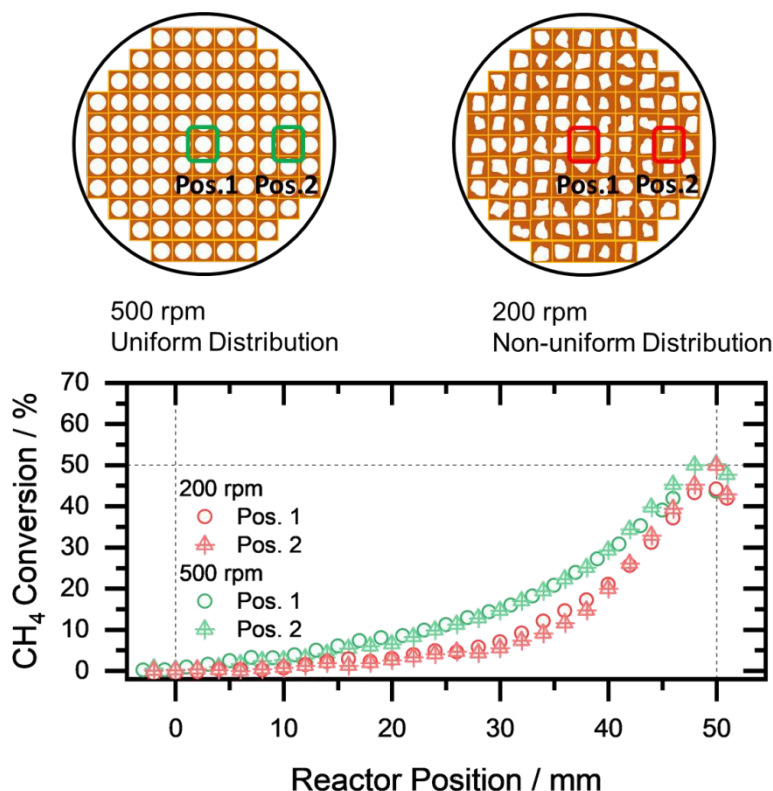 Pos.1 Pos.2
Pos.1 Pos.2
500 rpm
Uniform Distribution
200 rpm
Non-uniform Distribution
70
60
50
40
30
20
10
0
CH₄ Conversion / %
200 rpm
Pos. 1
Pos. 2
500 rpm
Pos. 1
Pos. 2
0 10 20 30 40 50
Reactor Position / mm